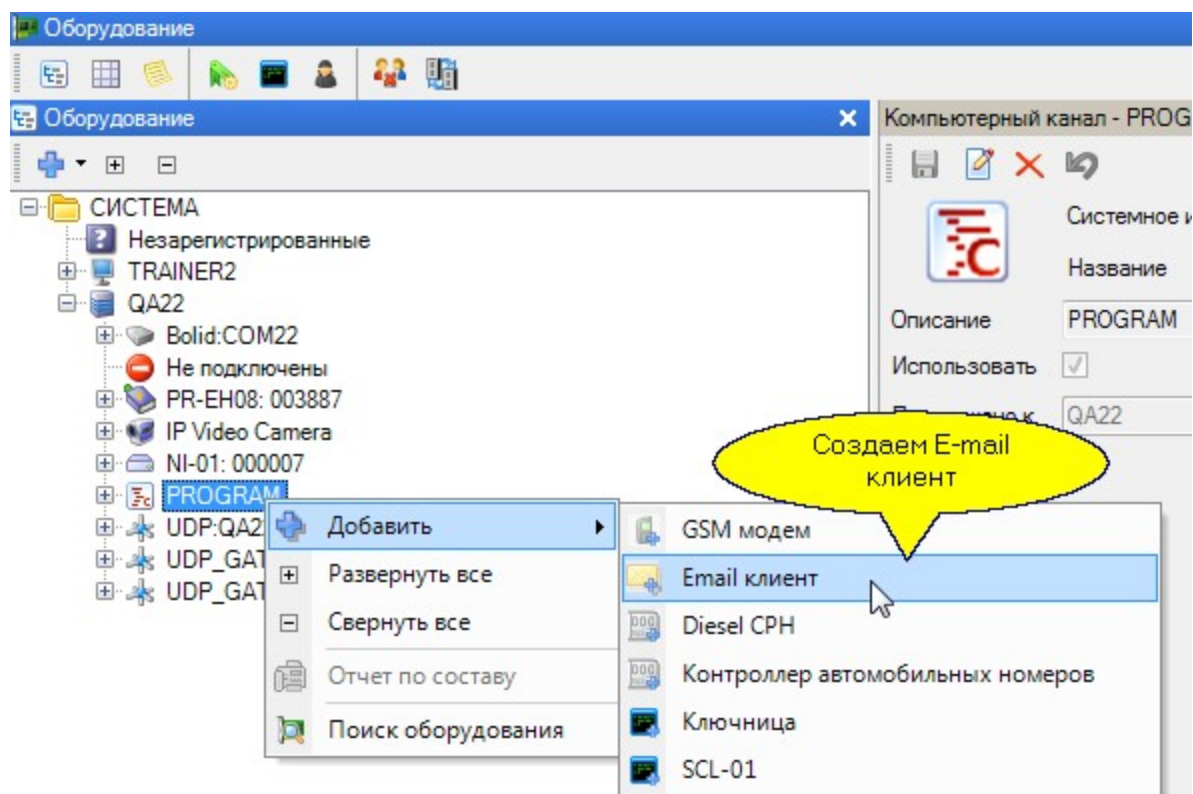 Оборудование
Оборудование
Компьютерный канал - PROG
СИСТЕМА
Незарегистрированные
TRAINER2
QA22
Bolid:COM22
Не подключены
PR-EH08: 003887
IP Video Camera
NI-01: 000007
PROGRAM
UDP:QA2
UDP_GAT
UDP_GAT
Системное и
Название
Описание PROGRAM
Использовать
QA22
Создаем E-mail
клиент
Добавить
Развернуть все
Свернуть все
Отчет по составу
Поиск оборудования
GSM модем
Email клиент
Diesel CPH
Контроллер автомобильных номеров
Ключница
SCL-01